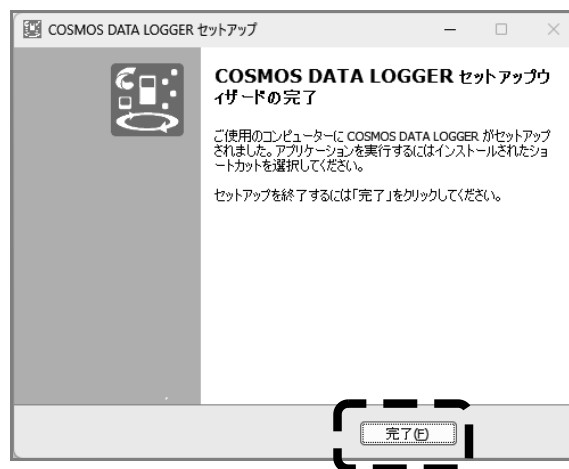 COSMOS DATA LOGGER セットアップ
COSMOS DATA LOGGER セットアップウ
ィザードの完了
ご使用のコンピューターに COSMOS DATA LOGGER がセットアップ
されました。アプリケーションを実行するにはインストールされたショ
ートカットを選択してください。
セットアップを終了するには「完了」をクリックしてください。
完了(F)